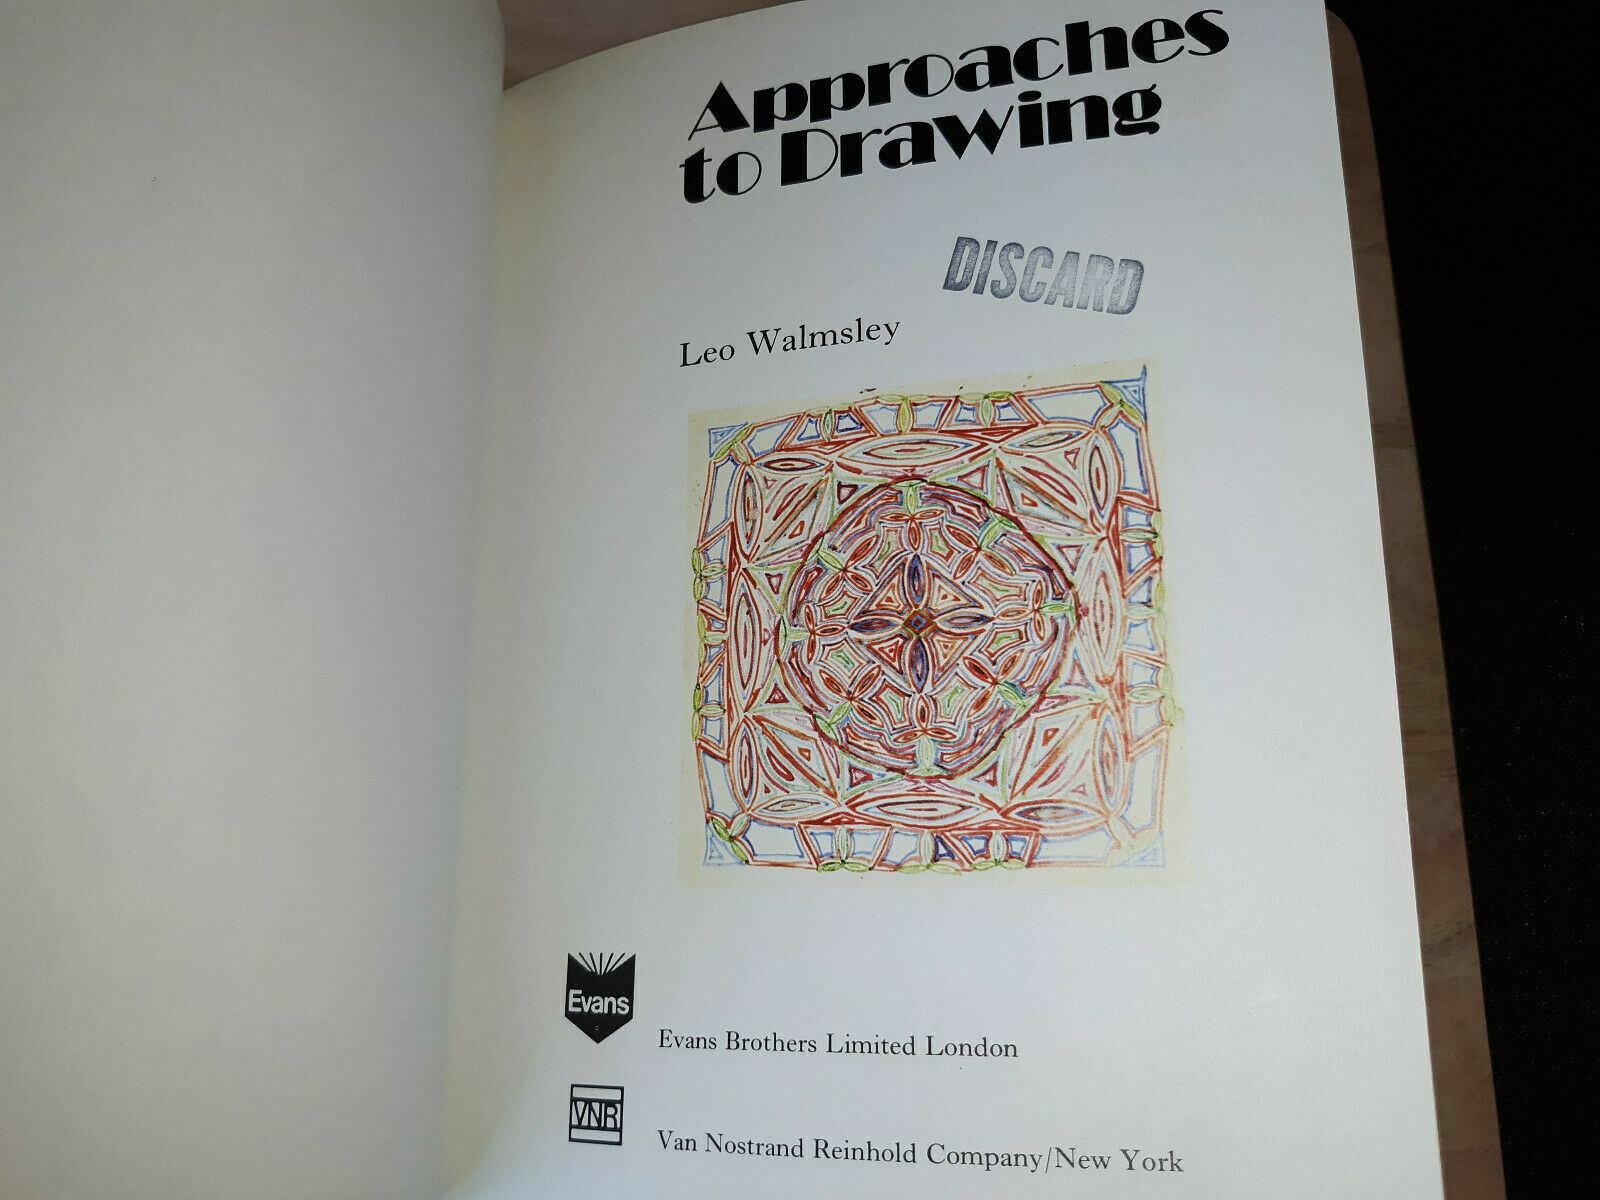 Approaches
to Drawing
DISCARD
Leo Walmsley
Evans
Evans Brothers Limited London
VNR
Van Nostrand Reinhold Company/New York